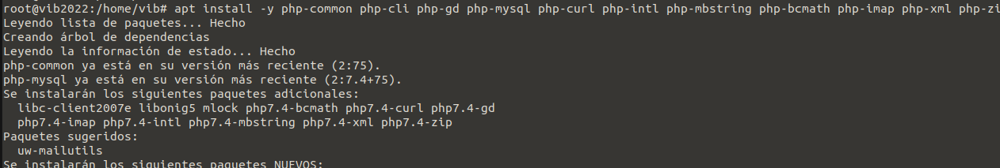 root@vib2022:/home/vib# apt install -y php-common php-cli php-gd php-mysql php-curl php-intl php-mbstring php-bcmath php-imap php-xml php-zi
Leyendo lista de paquetes... Hecho
Creando árbol de dependencias
Leyendo la información de estado... Hecho
php-common ya está en su versión más reciente (2:75).
php-mysql ya está en su versión más reciente (2:7.4+75).
Se instalarán los siguientes paquetes adicionales:
libc-client2007e libonig5 mlock php7.4-bcmath php7.4-curl php7.4-gd
php7.4-imap php7.4-intl php7.4-mbstring php7.4-xml php7.4-zip
Paquetes sugeridos:
uw-mailutils
Se instalarán los siguientes paquetes NUEVOS: